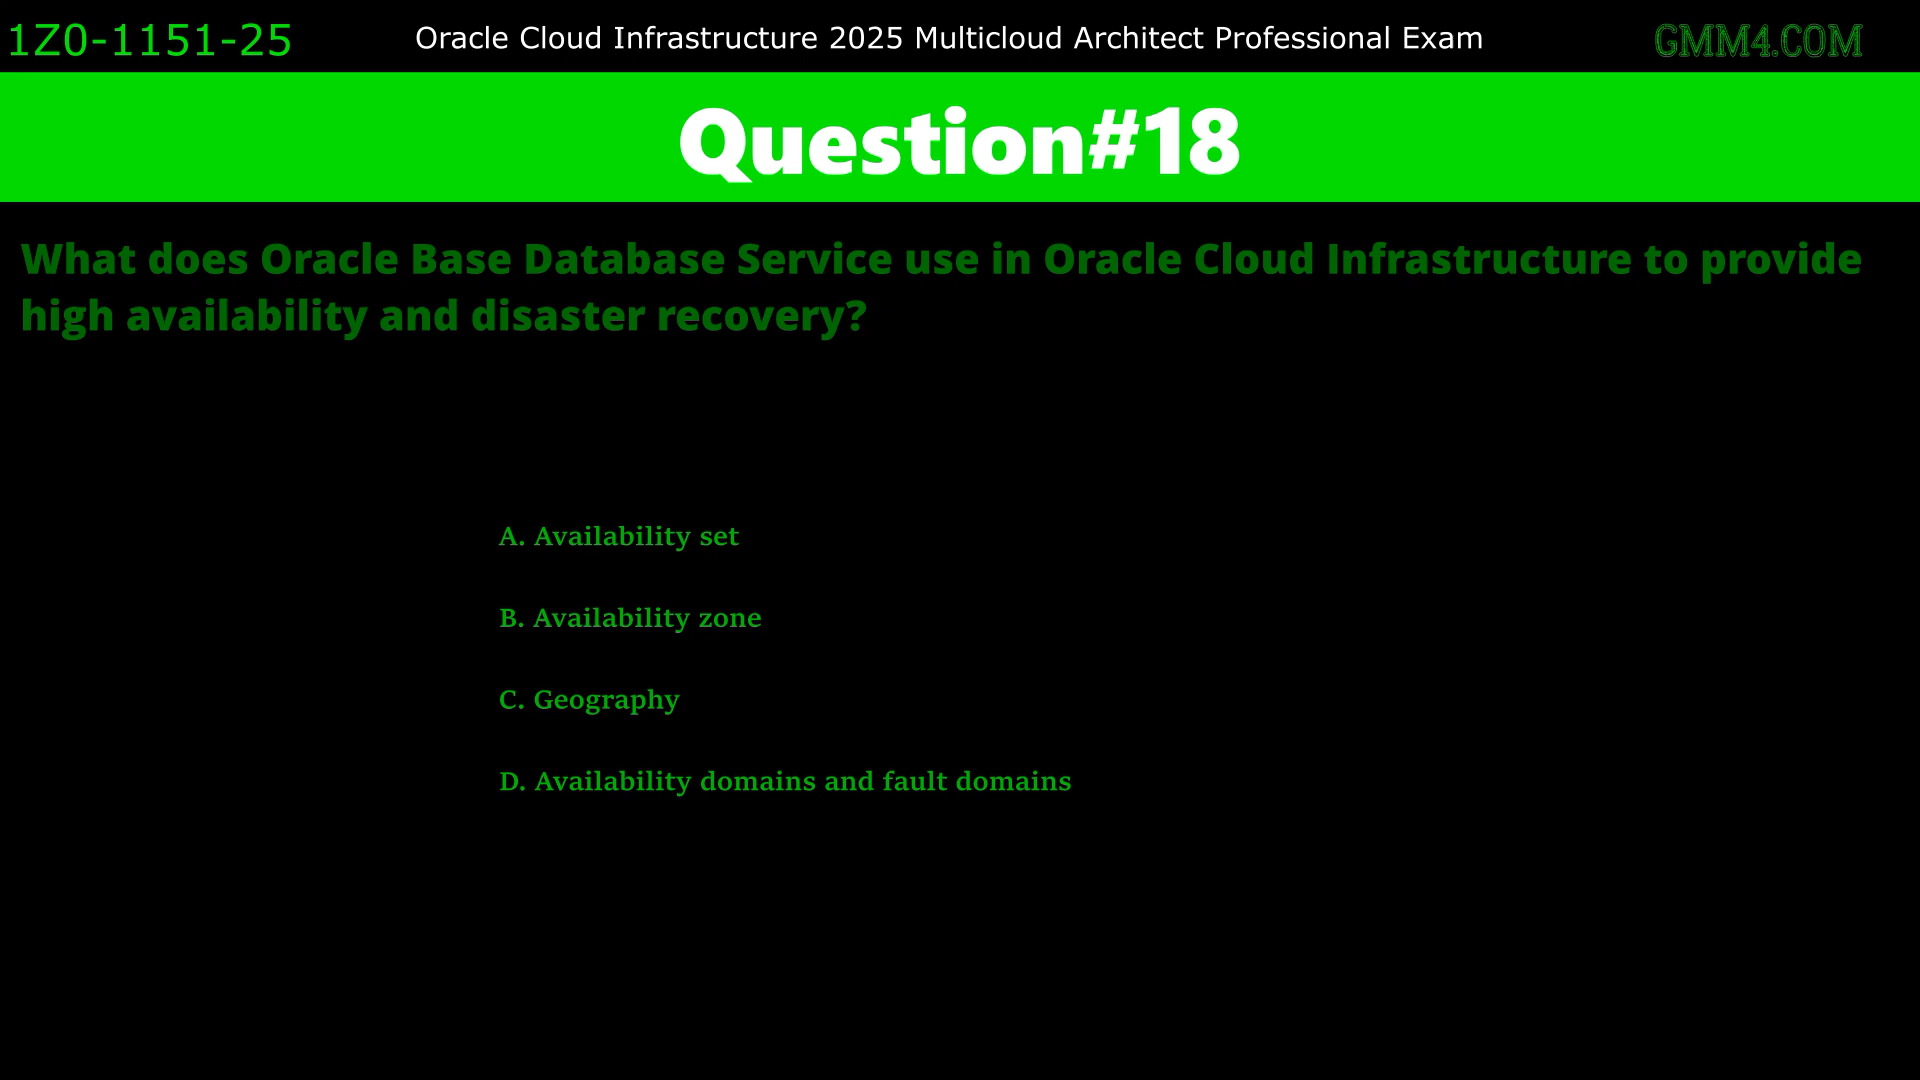 1Z0-1151-25
Oracle Cloud Infrastructure 2025 Multicloud Architect Professional Exam
GMM4.COM
Question#18
What does Oracle Base Database Service use in Oracle Cloud Infrastructure to provide
high availability and disaster recovery?
A. Availability set
B. Availability zone
C. Geography
D. Availability domains and fault domains